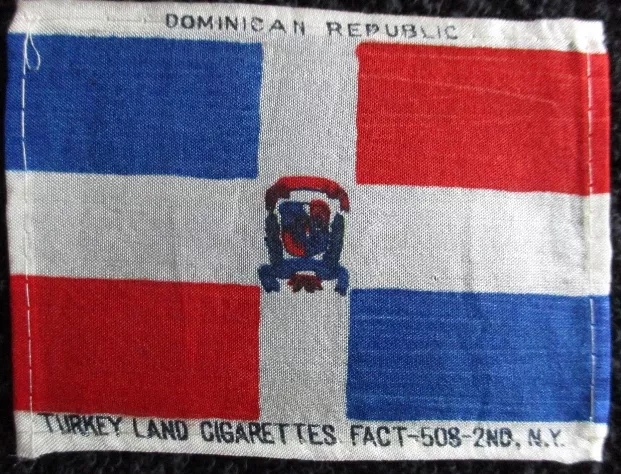 DOMINICAN REPUBLIC
TURKEY LAND CIGARETTES. FACT-508-2ND, N.Y.